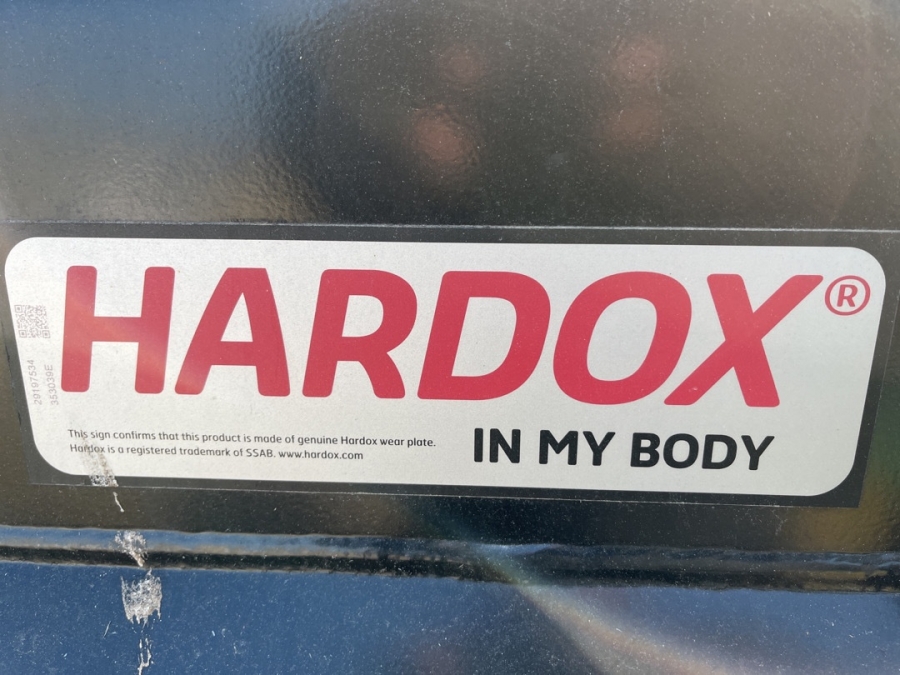 HARDOX®
IN MY BODY
This sign confirms that this product is made of genuine Hardox wear plate.
Hardox is a registered trademark of SSAB. www.hardox.com
20197534
353039E